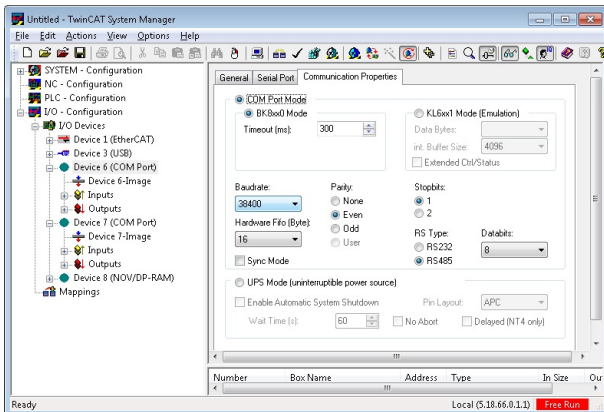 Untitled - TwinCAT System Manager
File Edit Actions View Options Help
SYSTEM - Configuration
NC - Configuration
PLC - Configuration
I/O - Configuration
I/O Devices
Device 1 (EtherCAT)
Device 3 (USB)
Device 6 (COM Port)
Device 6-Image
Inputs
Outputs
Device 7 (COM Port)
Device 7-Image
Inputs
Outputs
Device 8 (NOV/DP-RAM)
Mappings
General Serial Port Communication Properties
COM Port Mode
BK8xx0 Mode
Timeout (ms): 300
KL6xx1 Mode (Emulation)
Data Bytes:
int. Buffer Size: 4096
Extended Ctrl/Status
Baudrate: Parity: Stopbits:
38400 None 1
Even 2
Hardware Fifo (Byte): Odd RS Type: Databits:
16 User RS232 8
Sync Mode RS485
UPS Mode (uninterruptible power source)
Enable Automatic System Shutdown Pin Layout: APC
Wait Time (s): 60 No Abort Delayed (NT4 only)
Number Box Name Address Type In Size Ou
Ready Local (5.18.66.0.1.1) Free Run